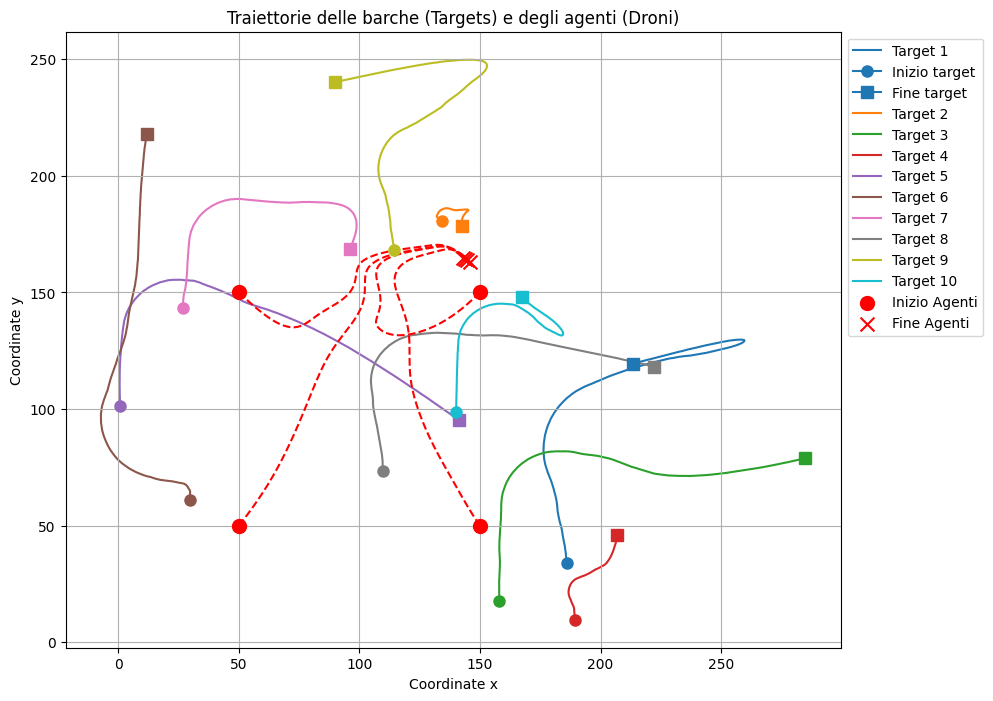 Traiettorie delle barche (Targets) e degli agenti (Droni)
250
200
150
100
50
0
Coordinate y
0 50 100 150 200 250
Coordinate x
Target 1
Inizio target
Fine target
Target 2
Target 3
Target 4
Target 5
Target 6
Target 7
Target 8
Target 9
Target 10
Inizio Agenti
Fine Agenti